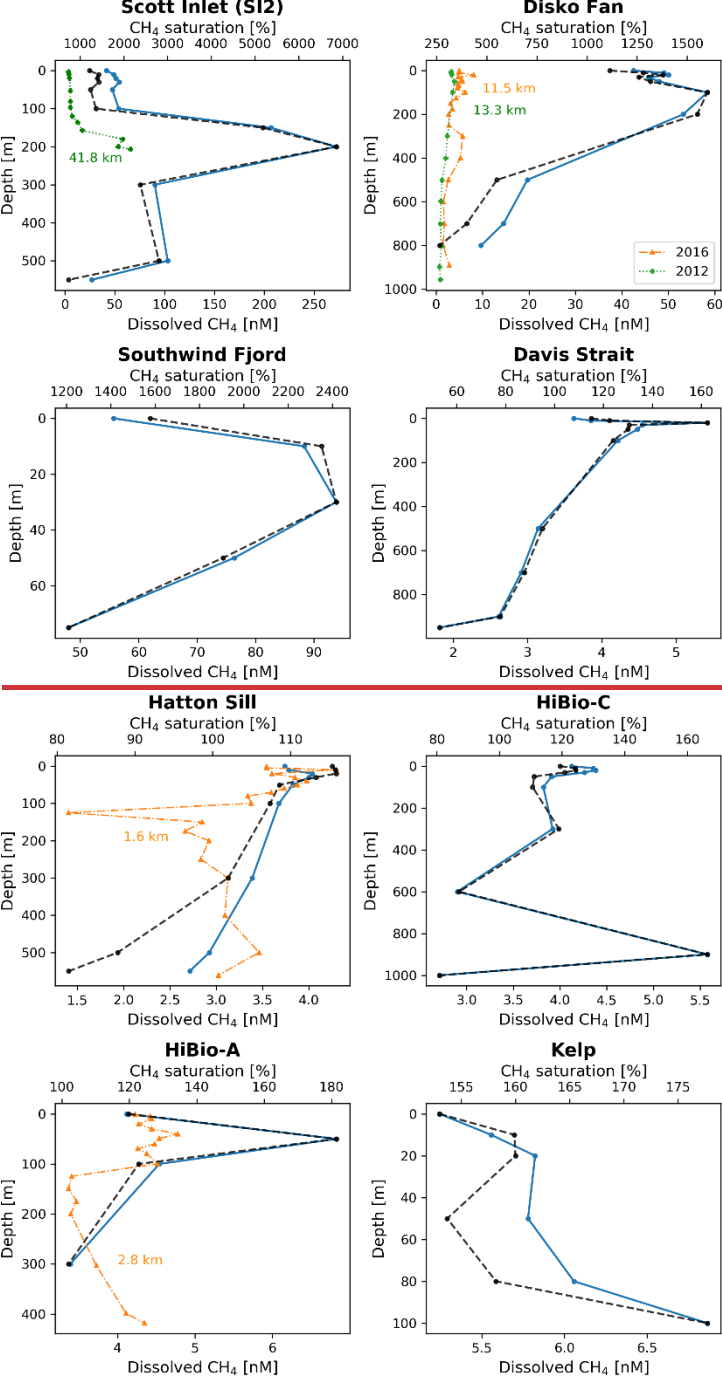 Scott Inlet (SI2)
CH₄ saturation [%]
1000 2000 3000 4000 5000 6000 7000
0
100
200
300
400
500
Depth [m]
41.8 km
0 50 100 150 200 250
Dissolved CH₄ [nM]
Disko Fan
CH₄ saturation [%]
250 500 750 1000 1250 1500
0
200
400
600
800
1000
Depth [m]
11.5 km
13.3 km
2016
2012
0 10 20 30 40 50 60
Dissolved CH₄ [nM]
Southwind Fjord
CH₄ saturation [%]
1200 1400 1600 1800 2000 2200 2400
0
20
40
60
Depth [m]
50 60 70 80 90
Dissolved CH₄ [nM]
Davis Strait
CH₄ saturation [%]
60 80 100 120 140 160
0
200
400
600
800
Depth [m]
2 3 4 5
Dissolved CH₄ [nM]
Hatton Sill
CH₄ saturation [%]
80 90 100 110
0
100
200
300
400
500
Depth [m]
1.6 km
1.5 2.0 2.5 3.0 3.5 4.0
Dissolved CH₄ [nM]
HiBio-C
CH₄ saturation [%]
80 100 120 140 160
0
200
400
600
800
1000
Depth [m]
3.0 3.5 4.0 4.5 5.0 5.5
Dissolved CH₄ [nM]
HiBio-A
CH₄ saturation [%]
100 120 140 160 180
0
100
200
300
400
Depth [m]
2.8 km
4 5 6
Dissolved CH₄ [nM]
Kelp
CH₄ saturation [%]
155 160 165 170 175
0
20
40
60
80
100
Depth [m]
5.5 6.0 6.5
Dissolved CH₄ [nM]